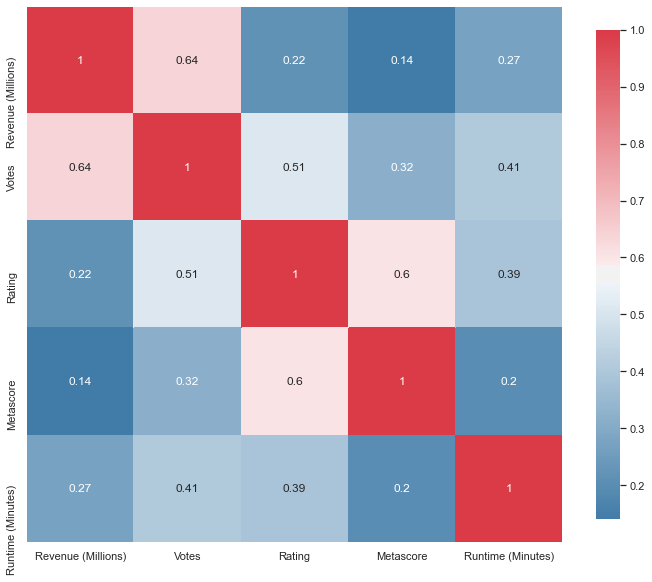 Revenue (Millions) 1 0.64 0.22 0.14 0.27
Votes 0.64 1 0.51 0.32 0.41
Rating 0.22 0.51 1 0.6 0.39
Metascore 0.14 0.32 0.6 1 0.2
Runtime (Minutes) 0.27 0.41 0.39 0.2 1
Revenue (Millions) Votes Rating Metascore Runtime (Minutes)
1.0
0.9
0.8
0.7
0.6
0.5
0.4
0.3
0.2